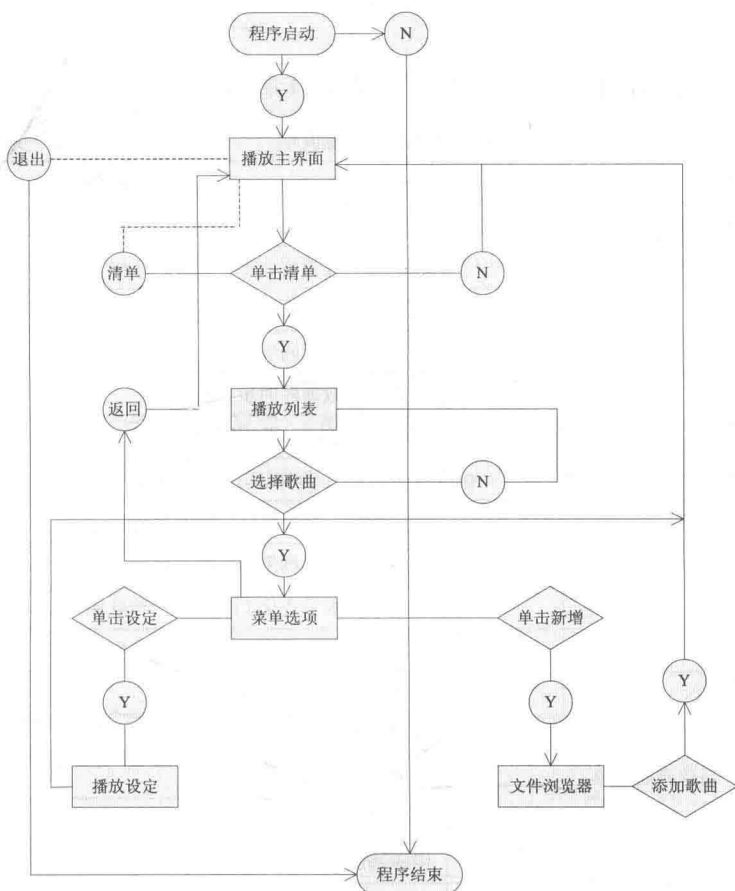 程序启动
N
Y
退出
播放主界面
清单
单击清单
N
Y
返回
播放列表
选择歌曲
N
Y
单击设定
菜单选项
单击新增
Y
Y
Y
播放设定
文件浏览器
添加歌曲
程序结束